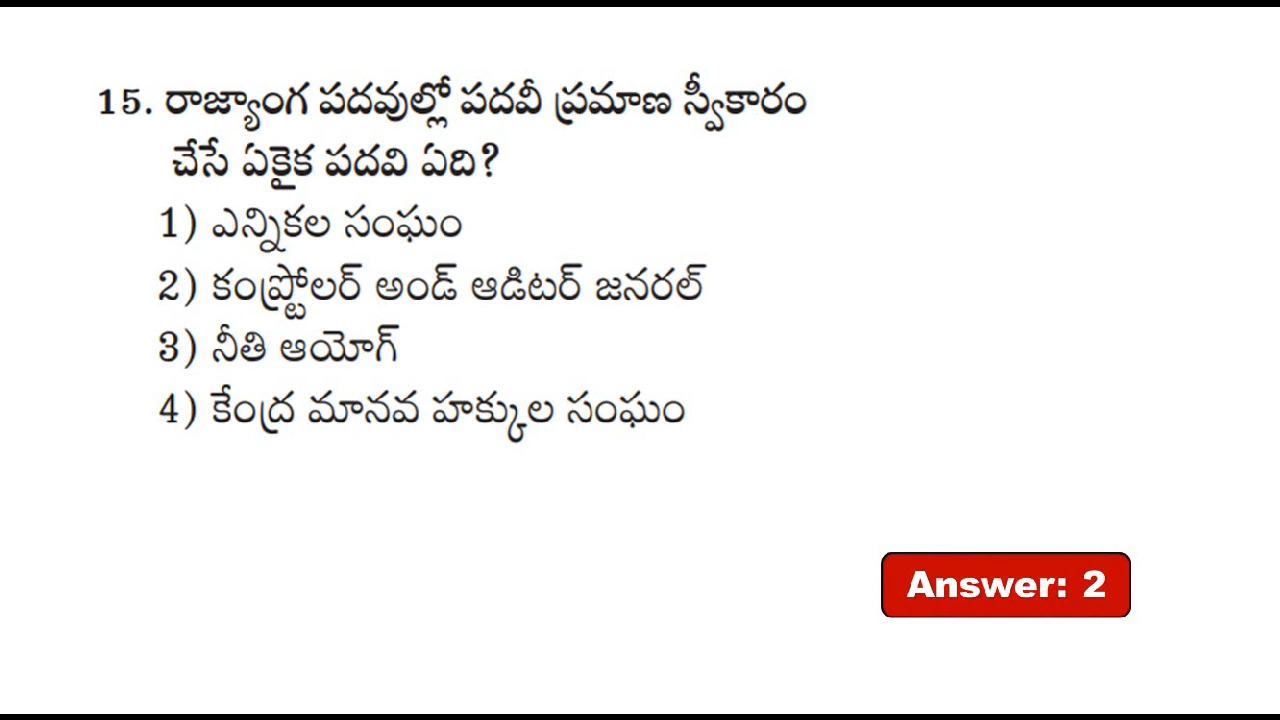 15. రాజ్యాంగ పదవుల్లో పదవీ ప్రమాణ స్వీకారం
చేసే ఏకైక పదవి ఏది?
1) ఎన్నికల సంఘం
2) కంప్ట్రోలర్ అండ్ ఆడిటర్ జనరల్
3) నీతి ఆయోగ్
4) కేంద్ర మానవ హక్కుల సంఘం
Answer: 2